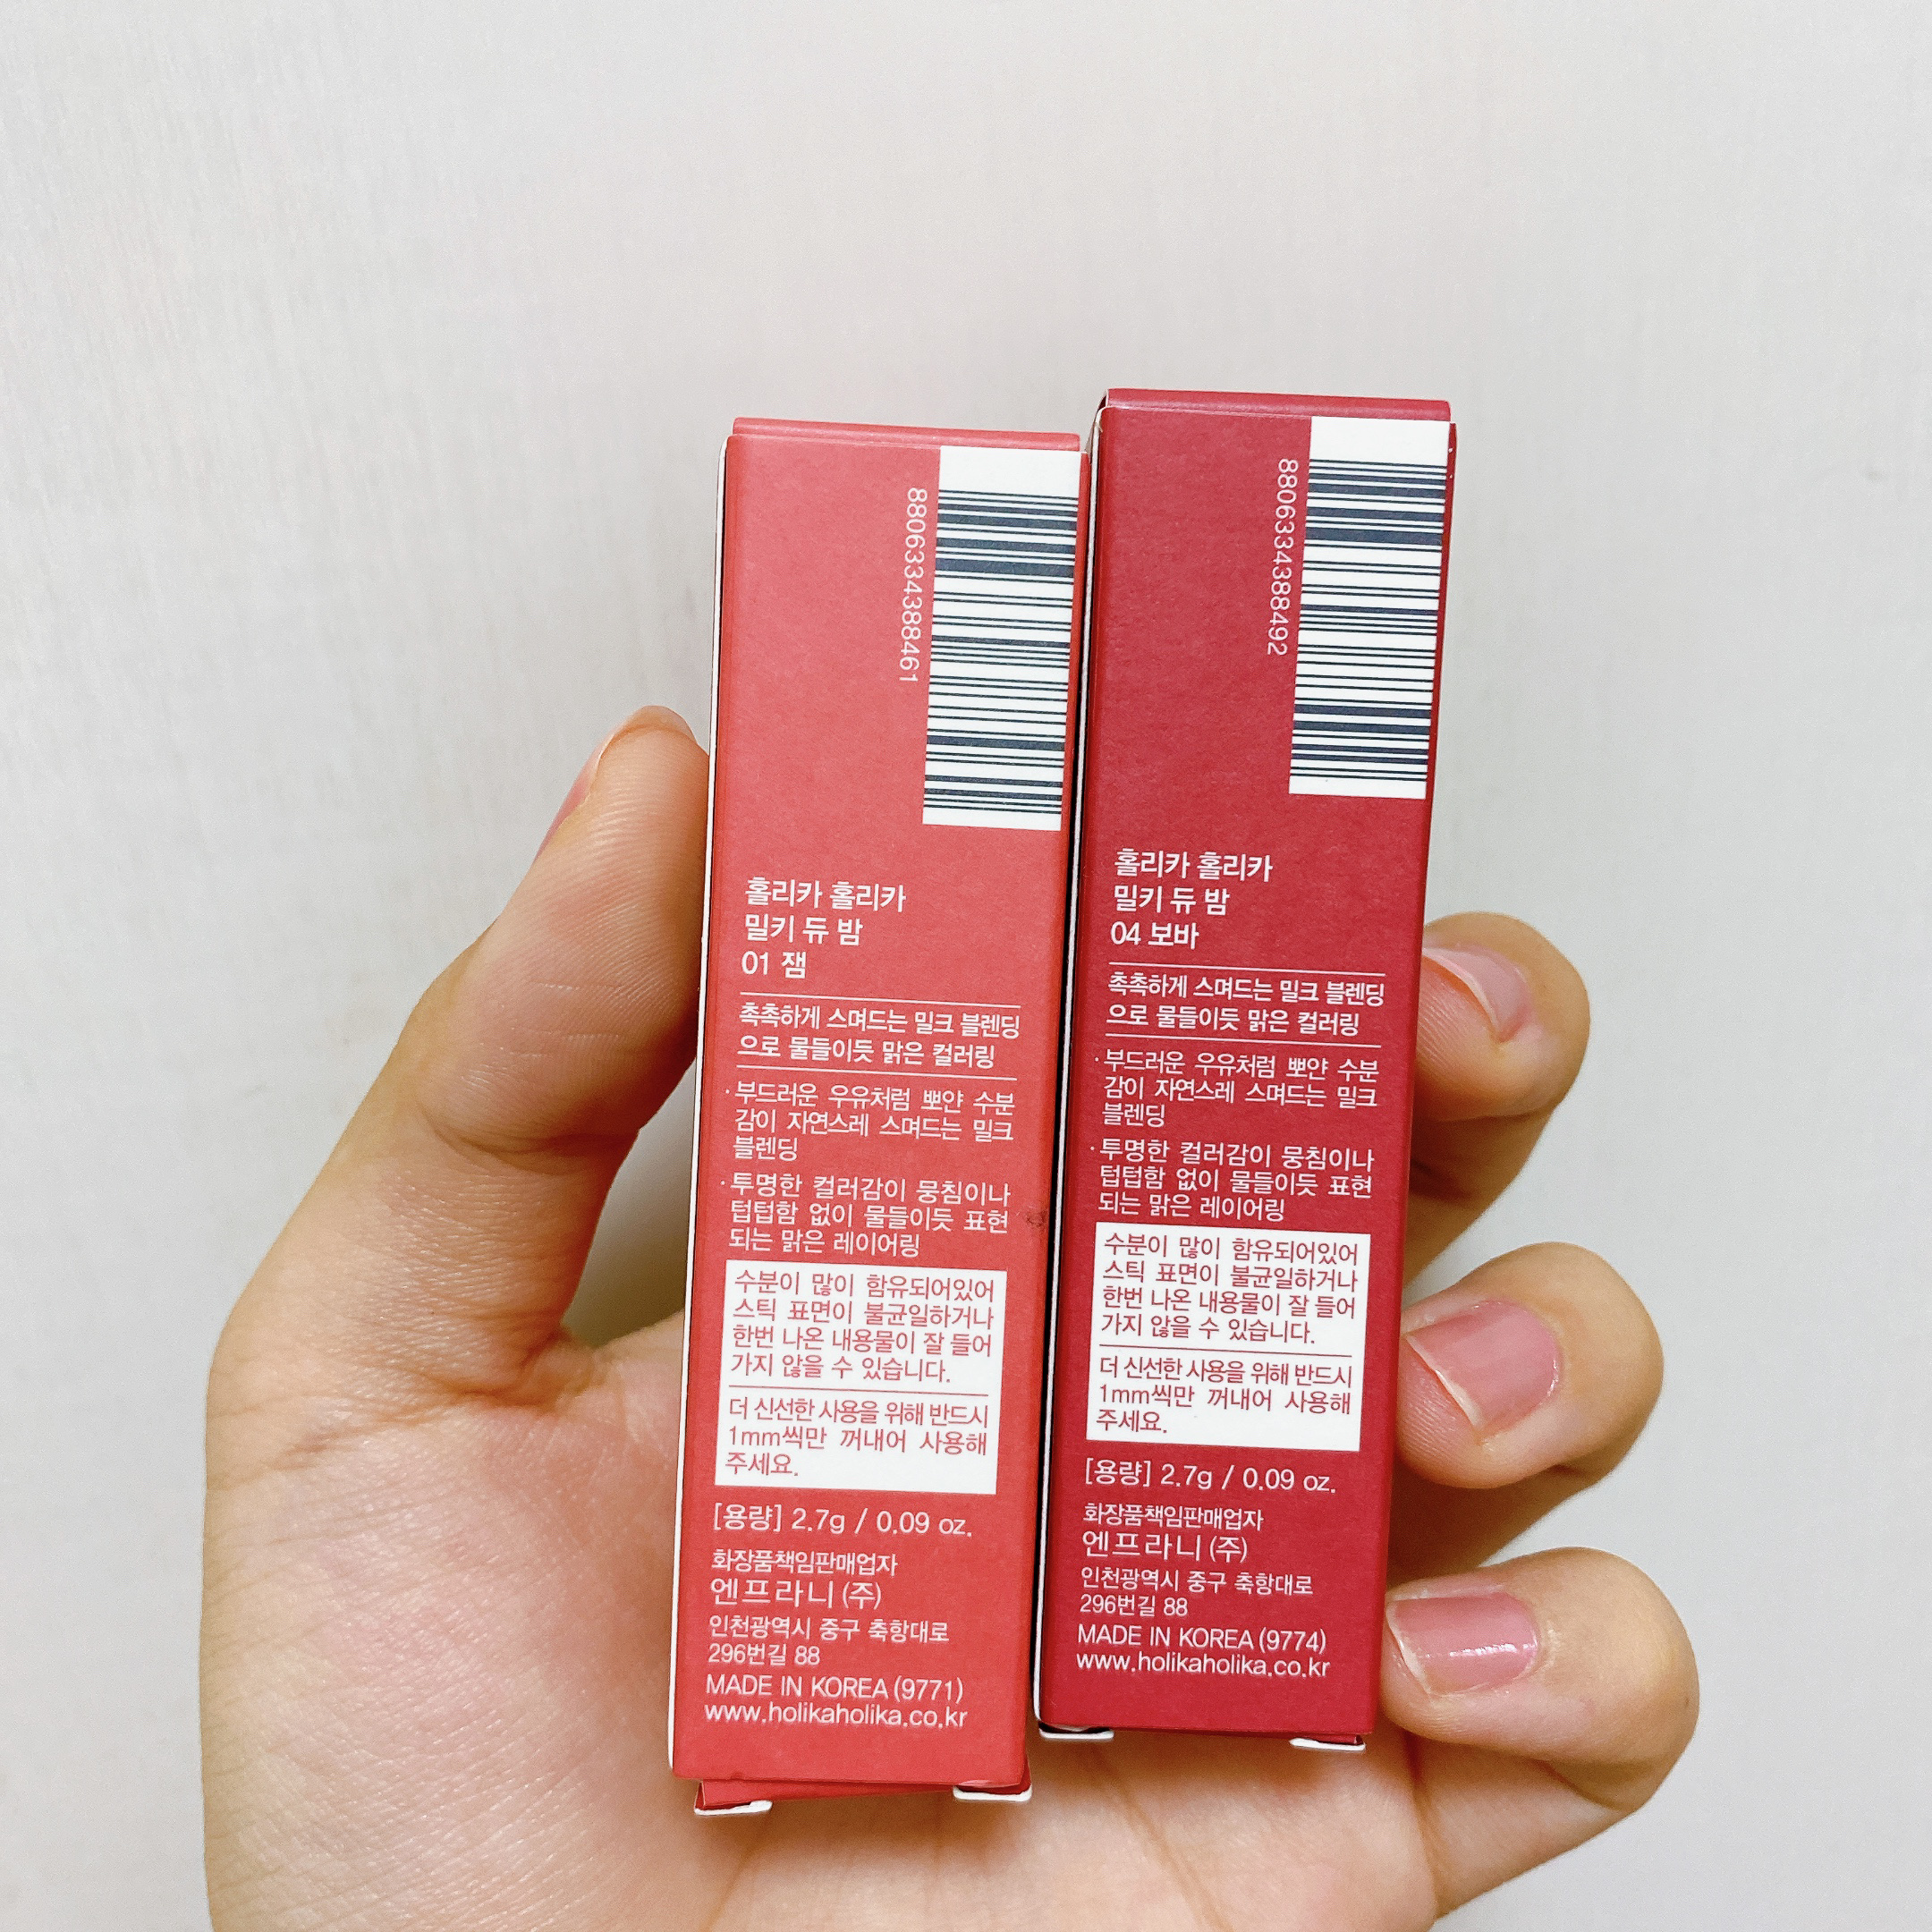 8806334388461
홀리카 홀리카
밀키 듀 밤
01 잼
촉촉하게 스며드는 밀크 블렌딩
으로 물들이듯 맑은 컬러링
· 부드러운 우유처럼 뽀얀 수분
감이 자연스레 스며드는 밀크
블렌딩
· 투명한 컬러감이 뭉침이나
텁텁함 없이 물들이듯 표현
되는 맑은 레이어링
수분이 많이 함유되어있어
스틱 표면이 불균일하거나
한번 나온 내용물이 잘 들어
가지 않을 수 있습니다.
더 신선한 사용을 위해 반드시
1mm씩만 꺼내어 사용해
주세요.
[용량] 2.7g / 0.09 oz.
화장품책임판매업자
엔프라니 (주)
인천광역시 중구 축항대로
296번길 88
MADE IN KOREA (9771)
www.holikaholika.co.kr
8806334388492
홀리카 홀리카
밀키 듀 밤
04 보바
촉촉하게 스며드는 밀크 블렌딩
으로 물들이듯 맑은 컬러링
· 부드러운 우유처럼 뽀얀 수분
감이 자연스레 스며드는 밀크
블렌딩
· 투명한 컬러감이 뭉침이나
텁텁함 없이 물들이듯 표현
되는 맑은 레이어링
수분이 많이 함유되어있어
스틱 표면이 불균일하거나
한번 나온 내용물이 잘 들어
가지 않을 수 있습니다.
더 신선한 사용을 위해 반드시
1mm씩만 꺼내어 사용해
주세요.
[용량] 2.7g / 0.09 oz.
화장품책임판매업자
엔프라니 (주)
인천광역시 중구 축항대로
296번길 88
MADE IN KOREA (9774)
www.holikaholika.co.kr